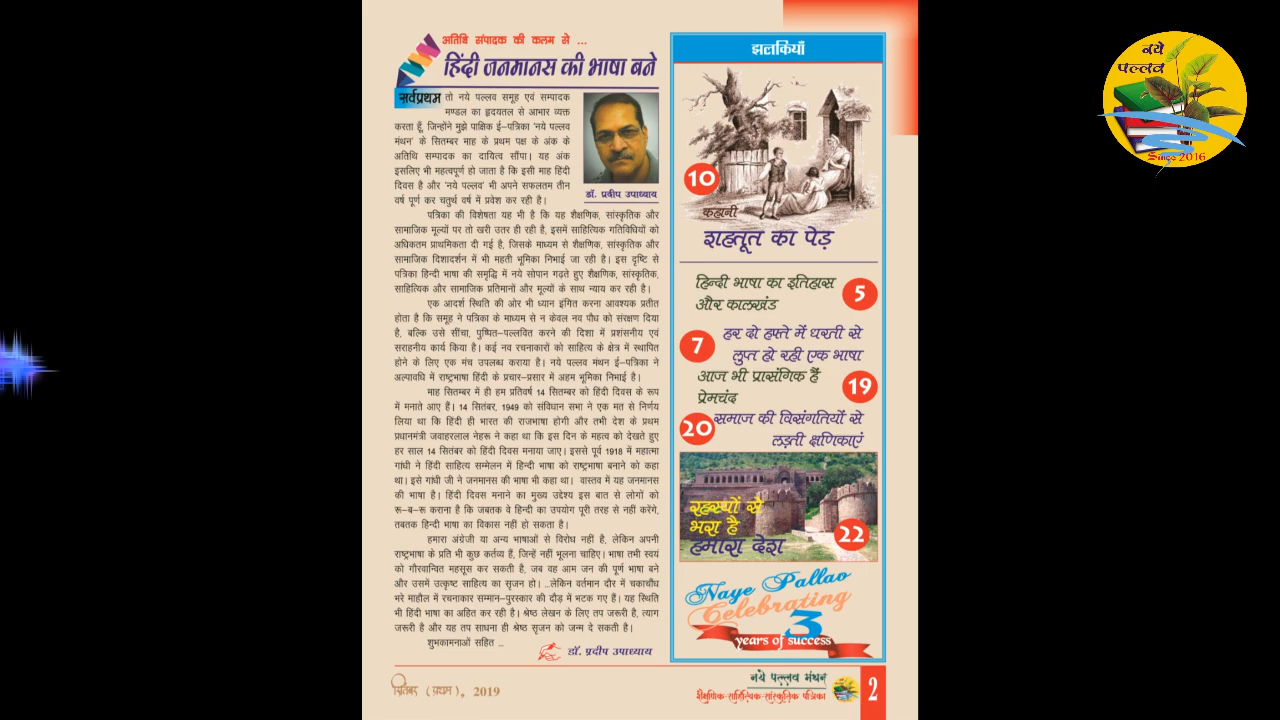 अतिथि संपादक की कलम से ...
हिंदी जनमानस की भाषा बने
सर्वप्रथम तो नये पल्लव समूह एवं सम्पादक
मण्डल का हृदयतल से आभार व्यक्त
करता हूँ, जिन्होंने मुझे पाक्षिक ई–पत्रिका 'नये पल्लव
मंथन' के सितम्बर माह के प्रथम पक्ष के अंक के
अतिथि सम्पादक का दायित्व सौंपा। यह अंक
इसलिए भी महत्वपूर्ण हो जाता है कि इसी माह हिंदी
दिवस है और 'नये पल्लव' भी अपने सफलतम तीन
वर्ष पूर्ण कर चतुर्थ वर्ष में प्रवेश कर रही है।
डॉ. प्रदीप उपाध्याय
पत्रिका की विशेषता यह भी है कि यह शैक्षणिक, सांस्कृतिक और
सामाजिक मूल्यों पर तो खरी उतर ही रही है, इसमें साहित्यिक गतिविधियों को
अधिकतम प्राथमिकता दी गई है, जिसके माध्यम से शैक्षणिक, सांस्कृतिक और
सामाजिक दिशादर्शन में भी महती भूमिका निभाई जा रही है। इस दृष्टि से
पत्रिका हिन्दी भाषा की समृद्धि में नये सोपान गढ़ते हुए शैक्षणिक, सांस्कृतिक,
साहित्यिक और सामाजिक प्रतिमानों और मूल्यों के साथ न्याय कर रही है।
एक आदर्श स्थिति की ओर भी ध्यान इंगित करना आवश्यक प्रतीत
होता है कि समूह ने पत्रिका के माध्यम से न केवल नव पौध को संरक्षण दिया
है, बल्कि उसे सींचा, पुष्पित–पल्लवित करने की दिशा में प्रशंसनीय एवं
सराहनीय कार्य किया है। कई नव रचनाकारों को साहित्य के क्षेत्र में स्थापित
होने के लिए एक मंच उपलब्ध कराया है। नये पल्लव मंथन ई–पत्रिका ने
अल्पावधि में राष्ट्रभाषा हिंदी के प्रचार–प्रसार में अहम भूमिका निभाई है।
माह सितम्बर में ही हम प्रतिवर्ष 14 सितम्बर को हिंदी दिवस के रूप
में मनाते आए हैं। 14 सितंबर, 1949 को संविधान सभा ने एक मत से निर्णय
लिया था कि हिंदी ही भारत की राजभाषा होगी और तभी देश के प्रथम
प्रधानमंत्री जवाहरलाल नेहरू ने कहा था कि इस दिन के महत्व को देखते हुए
हर साल 14 सितंबर को हिंदी दिवस मनाया जाए। इससे पूर्व 1918 में महात्मा
गांधी ने हिंदी साहित्य सम्मेलन में हिन्दी भाषा को राष्ट्रभाषा बनाने को कहा
था। इसे गांधी जी ने जनमानस की भाषा भी कहा था। वास्तव में यह जनमानस
की भाषा है। हिंदी दिवस मनाने का मुख्य उद्देश्य इस बात से लोगों को
रू–ब–रू कराना है कि जबतक वे हिन्दी का उपयोग पूरी तरह से नहीं करेंगे,
तबतक हिन्दी भाषा का विकास नहीं हो सकता है।
हमारा अंग्रेजी या अन्य भाषाओं से विरोध नहीं है, लेकिन अपनी
राष्ट्रभाषा के प्रति भी कुछ कर्तव्य हैं, जिन्हें नहीं भूलना चाहिए। भाषा तभी स्वयं
को गौरवान्वित महसूस कर सकती है, जब वह आम जन की पूर्ण भाषा बने
और उसमें उत्कृष्ट साहित्य का सृजन हो। ...लेकिन वर्तमान दौर में चकाचौंध
भरे माहौल में रचनाकार सम्मान–पुरस्कार की दौड़ में भटक गए हैं। यह स्थिति
भी हिंदी भाषा का अहित कर रही है। श्रेष्ठ लेखन के लिए तप जरूरी है, त्याग
जरूरी है और यह तप साधना ही श्रेष्ठ सृजन को जन्म दे सकती है।
शुभकामनाओं सहित ...
डॉ. प्रदीप उपाध्याय
झलकियाँ
10
कहानी
शहतूत का पेड़
हिन्दी भाषा का इतिहास
और कालखंड
5
7
हर दो हफ्ते में धरती से
लुप्त हो रही एक भाषा
आज भी प्रासंगिक हैं
प्रेमचंद
19
20
समाज की विसंगतियों से
लड़ती क्षणिकाएं
रहस्यों से
भरा है
हमारा देश
22
Naye Pallav
Celebrating
3
years of success
सितंबर (प्रथम), 2019
नये पल्लव मंथन
शैक्षणिक-साहित्यिक-सांस्कृतिक पत्रिका
2
नये
पल्लव
Since 2016